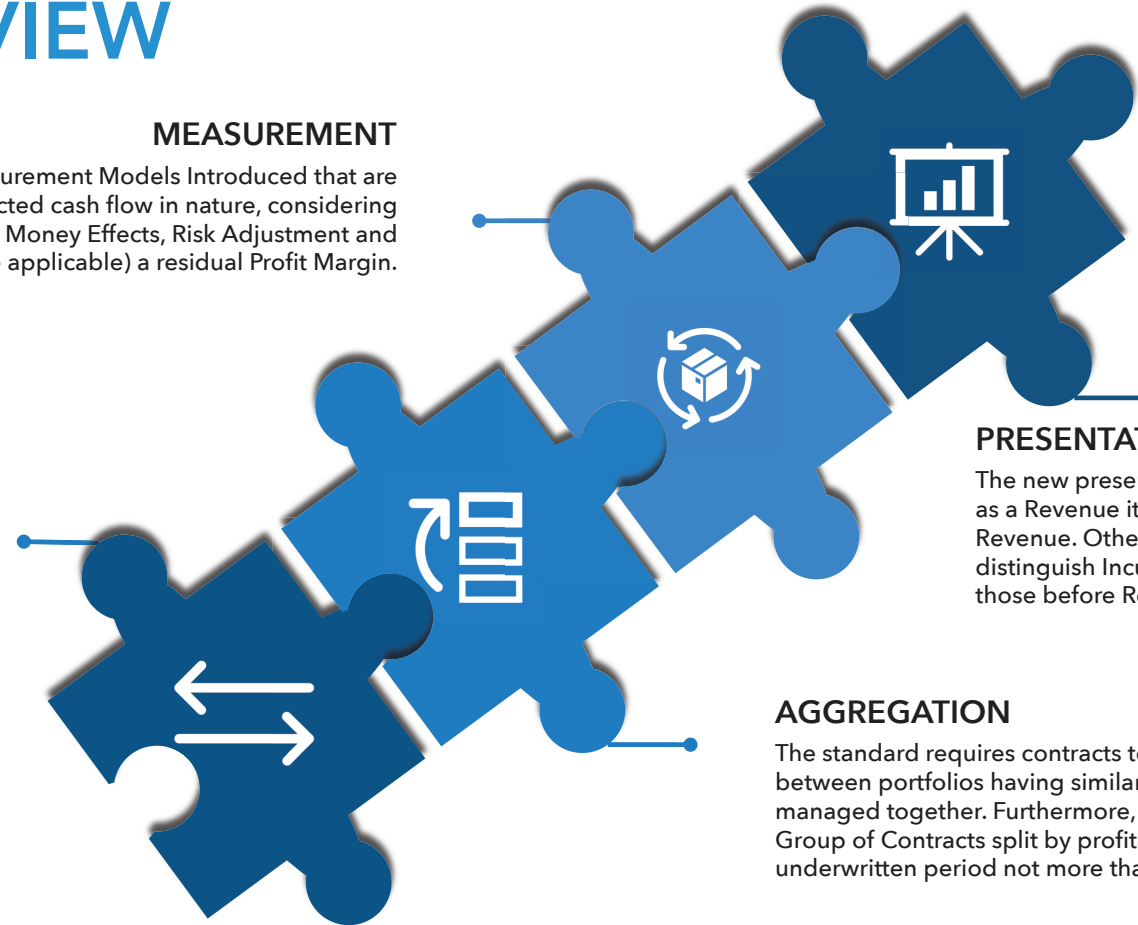 VIEW
MEASUREMENT
urement Models Introduced that are
cted cash flow in nature, considering
Money Effects, Risk Adjustment and
applicable) a residual Profit Margin.
PRESENTAT
The new prese
as a Revenue it
Revenue. Othe
distinguish Incu
those before Re
AGGREGATION
The standard requires contracts to
between portfolios having similar
managed together. Furthermore,
Group of Contracts split by profit
underwritten period not more tha